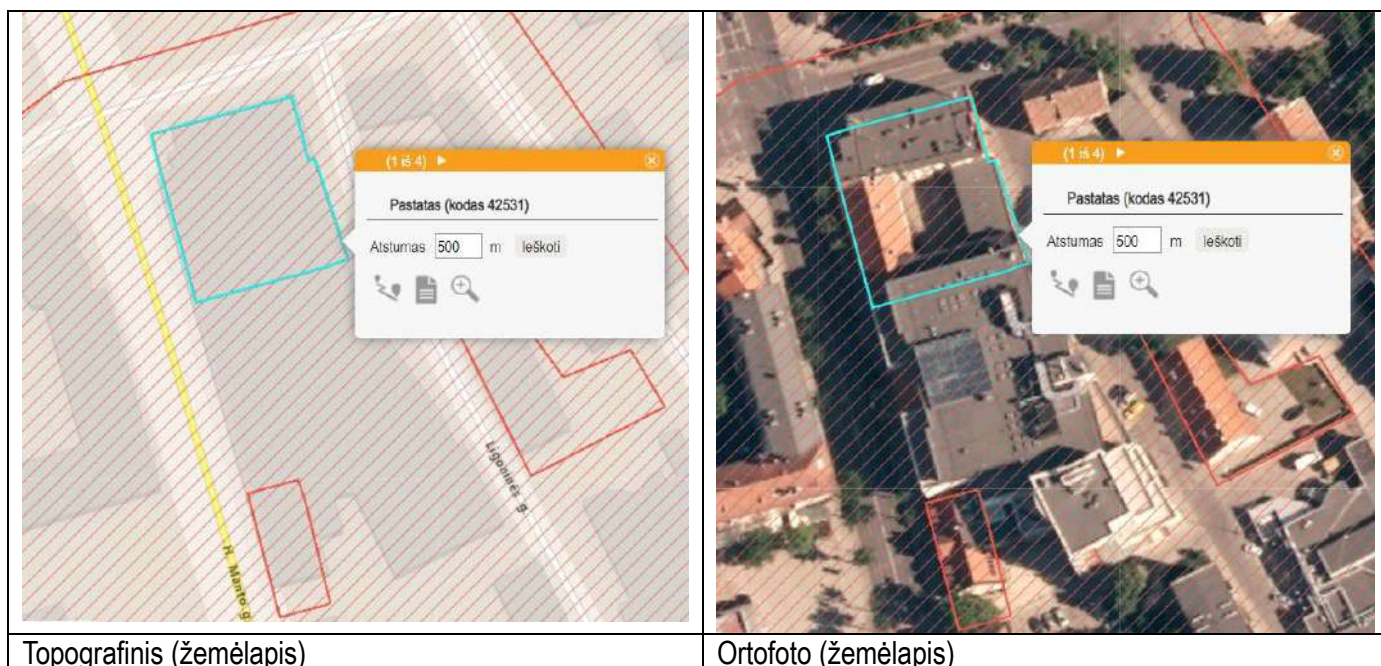 (1 iš 4)
Pastatas (kodas 42531)
Atstumas 500 m Ieškoti
Ligoninės g.
H. Manto g.
Topografinis (žemėlapis)
(1 iš 4)
Pastatas (kodas 42531)
Atstumas 500 m Ieškoti
Ortofoto (žemėlapis)